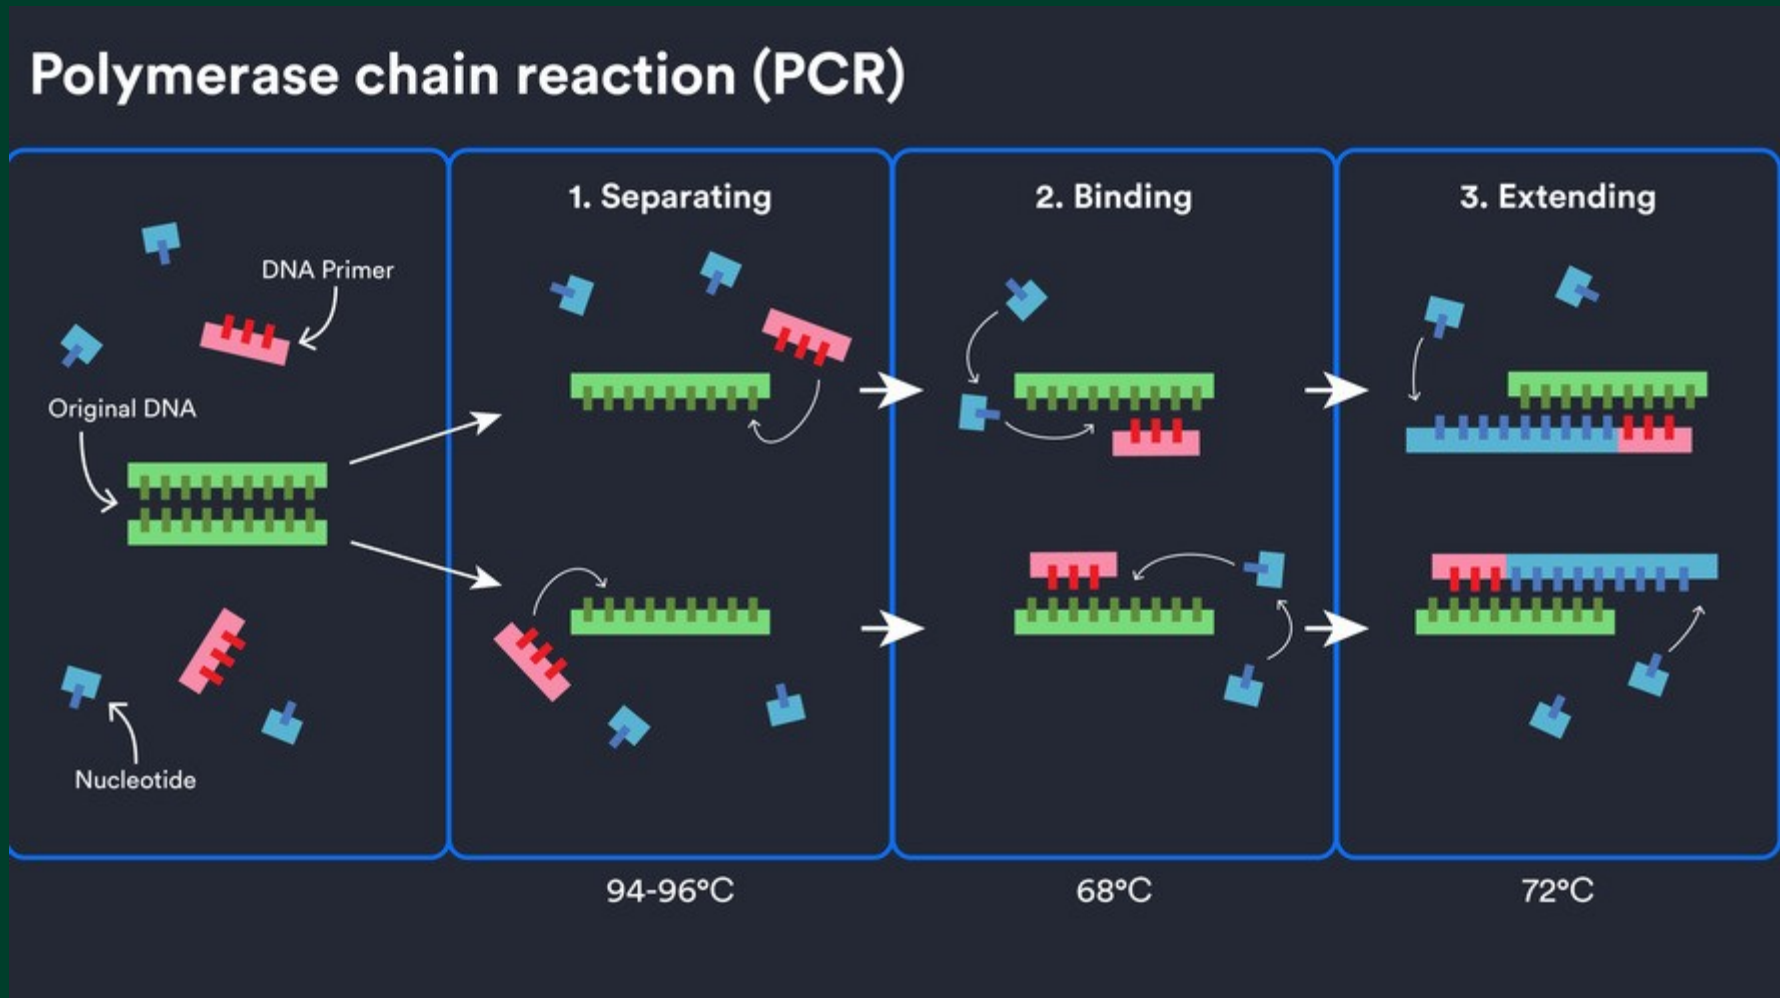 Polymerase chain reaction (PCR)
DNA Primer
Original DNA
Nucleotide
1. Separating
2. Binding
3. Extending
94-96°C
68°C
72°C